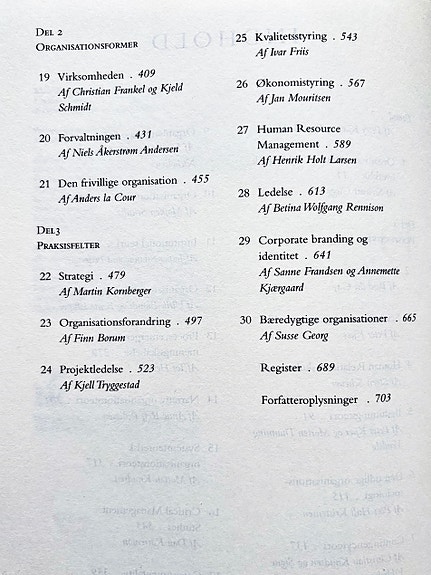 DEL 2
ORGANISATIONSFORMER
19 Virksomheden . 409
Af Christian Frankel og Kjeld
Schmidt
20 Forvaltningen . 431
Af Niels Åkerstrøm Andersen
21 Den frivillige organisation . 455
Af Anders la Cour
DEL3
PRAKSISFELTER
22 Strategi . 479
Af Martin Kornberger
23 Organisationsforandring . 497
Af Finn Borum
24 Projektledelse . 523
Af Kjell Tryggestad
25 Kvalitetsstyring . 543
Af Ivar Friis
26 Økonomistyring . 567
Af Jan Mouritsen
27 Human Resource
Management . 589
Af Henrik Holt Larsen
28 Ledelse . 613
Af Betina Wolfgang Rennison
29 Corporate branding og
identitet . 641
Af Sanne Frandsen og Annemette
Kjærgaard
30 Bæredygtige organisationer . 665
Af Susse Georg
Register . 689
Forfatteroplysninger . 703